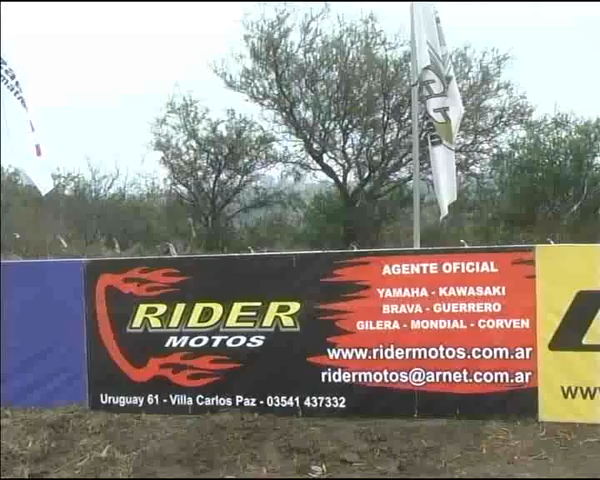 RIDER
MOTOS
Uruguay 61 - Villa Carlos Paz - 03541 437332
AGENTE OFICIAL
YAMAHA - KAWASAKI
BRAVA - GUERRERO
GILERA - MONDIAL - CORVEN
www.ridermotos.com.ar
ridermotos@arnet.com.ar
www